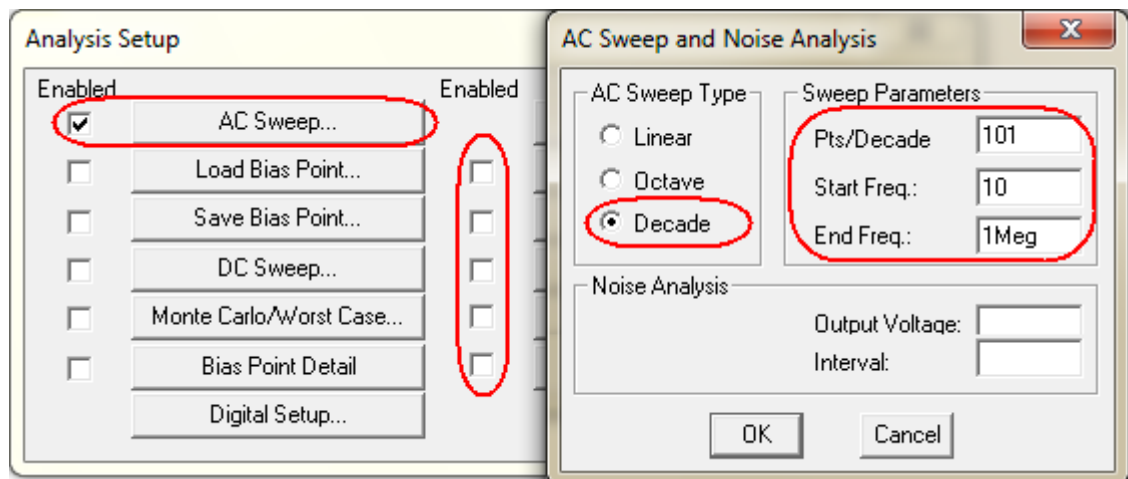 Analysis Setup
Enabled
Enabled
AC Sweep...
Load Bias Point...
Save Bias Point...
DC Sweep...
Monte Carlo/Worst Case...
Bias Point Detail
Digital Setup...
AC Sweep and Noise Analysis
AC Sweep Type
Linear
Octave
Decade
Sweep Parameters
Pts/Decade 101
Start Freq.: 10
End Freq.: 1Meg
Noise Analysis
Output Voltage:
Interval:
OK Cancel